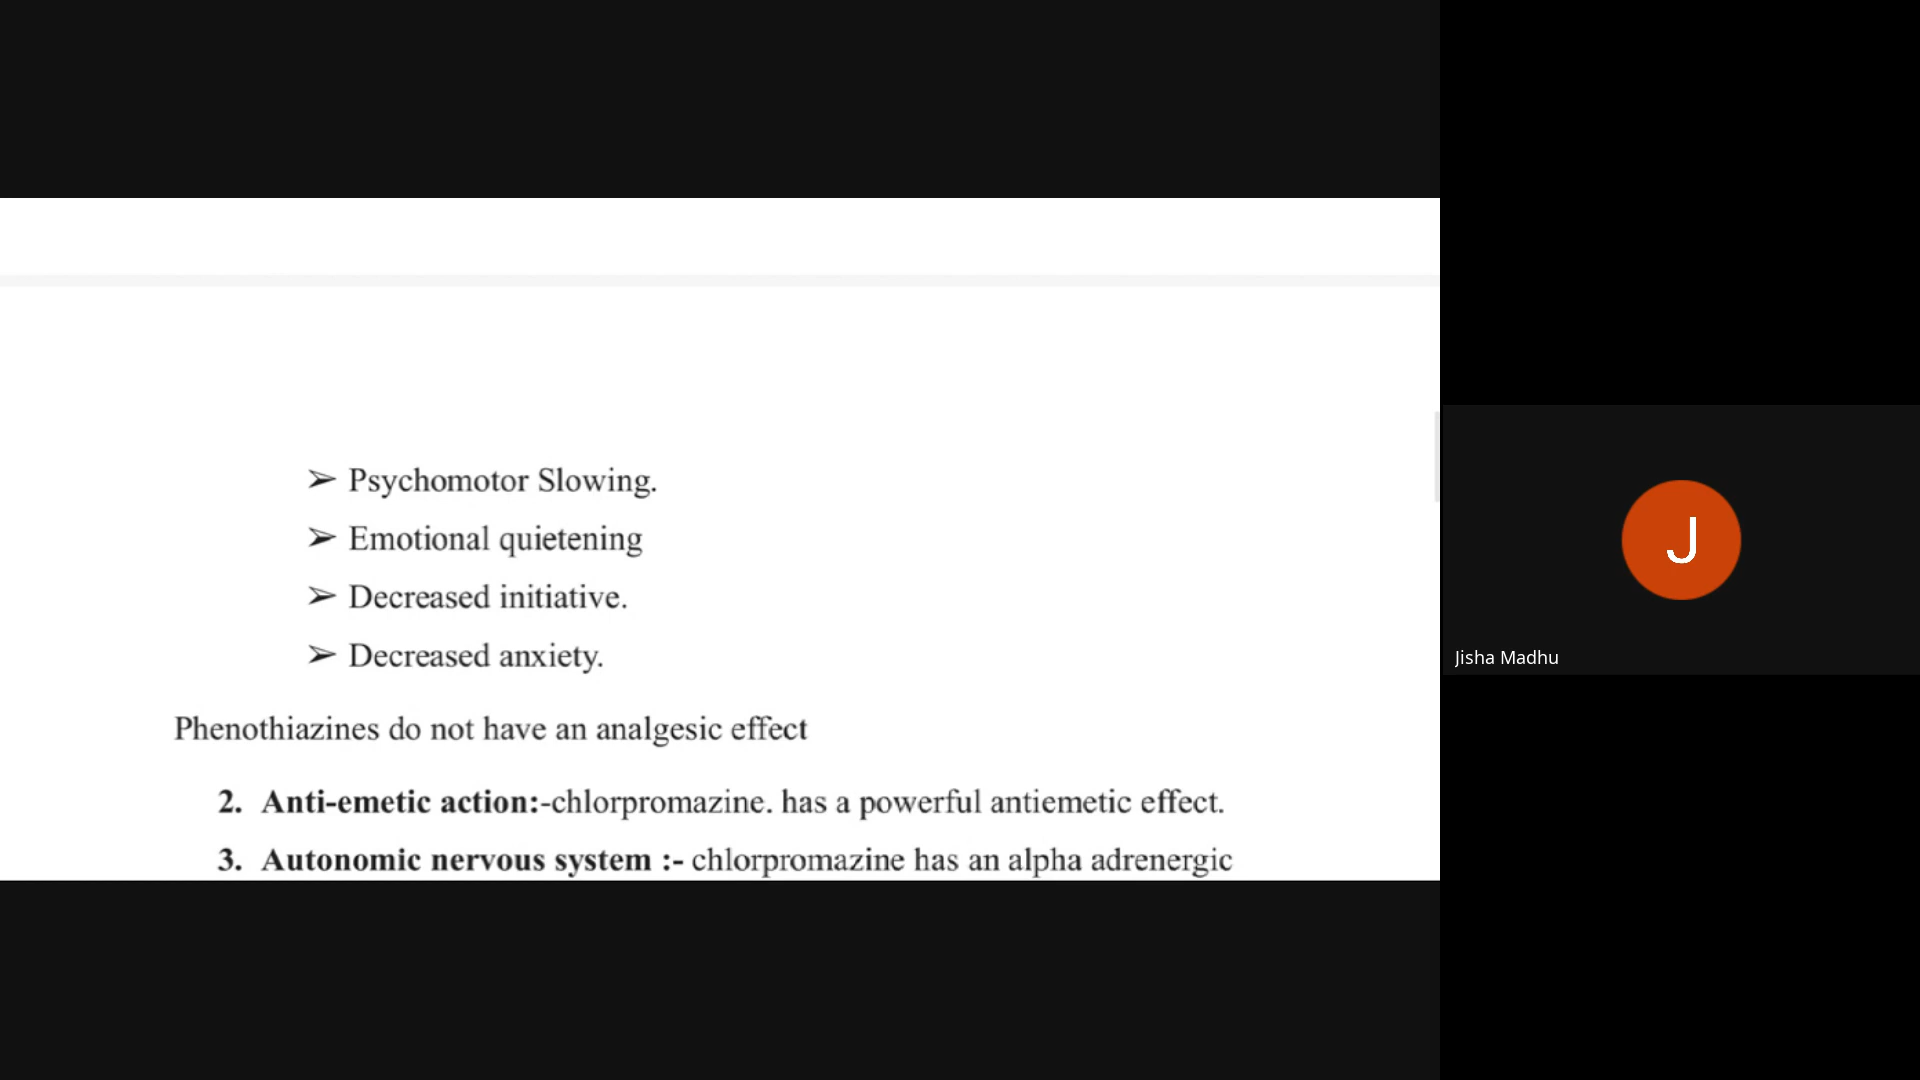 ➢ Psychomotor Slowing.
➢ Emotional quietening
➢ Decreased initiative.
➢ Decreased anxiety.
Phenothiazines do not have an analgesic effect
2. Anti-emetic action:-chlorpromazine. has a powerful antiemetic effect.
3. Autonomic nervous system :- chlorpromazine has an alpha adrenergic
J
Jisha Madhu